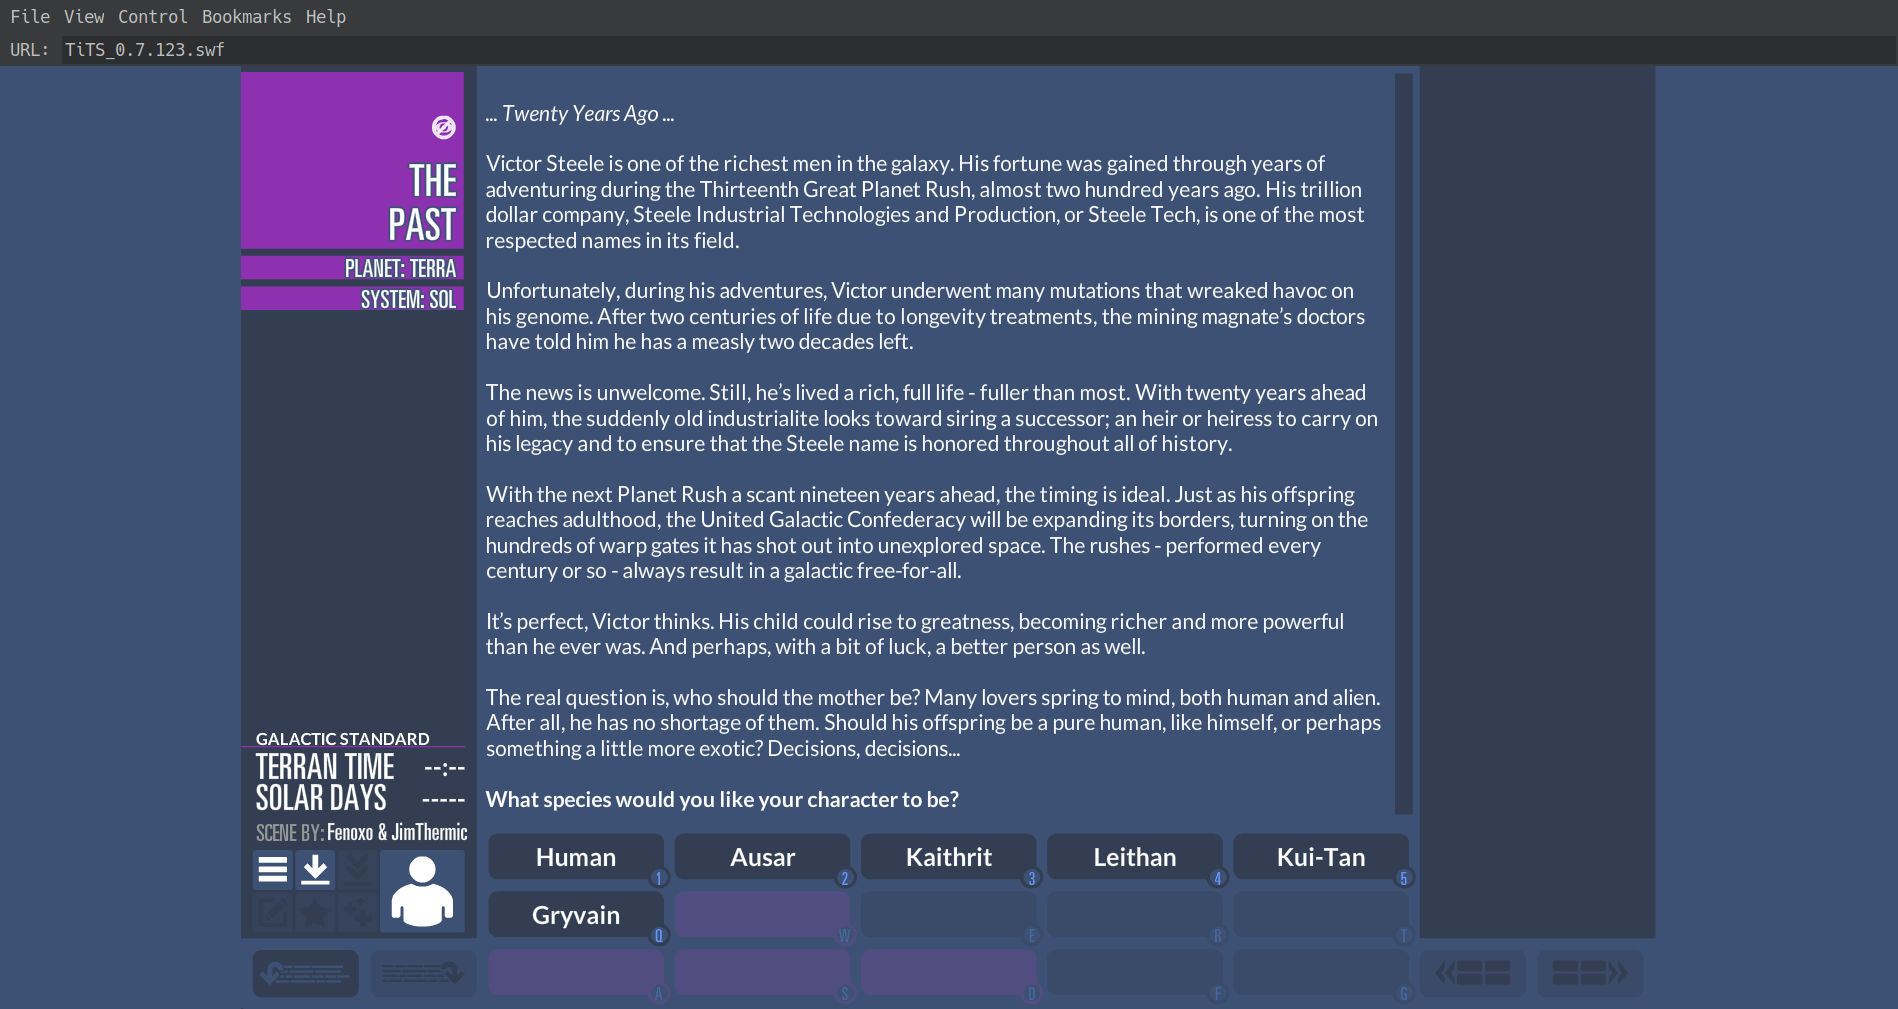 File View Control Bookmarks Help
URL: TiTS_0.7.123.swf
THE
PAST
PLANET: TERRA
SYSTEM: SOL
... Twenty Years Ago ...
Victor Steele is one of the richest men in the galaxy. His fortune was gained through years of
adventuring during the Thirteenth Great Planet Rush, almost two hundred years ago. His trillion
dollar company, Steele Industrial Technologies and Production, or Steele Tech, is one of the most
respected names in its field.
Unfortunately, during his adventures, Victor underwent many mutations that wreaked havoc on
his genome. After two centuries of life due to longevity treatments, the mining magnate’s doctors
have told him he has a measly two decades left.
The news is unwelcome. Still, he’s lived a rich, full life - fuller than most. With twenty years ahead
of him, the suddenly old industrialite looks toward siring a successor; an heir or heiress to carry on
his legacy and to ensure that the Steele name is honored throughout all of history.
With the next Planet Rush a scant nineteen years ahead, the timing is ideal. Just as his offspring
reaches adulthood, the United Galactic Confederacy will be expanding its borders, turning on the
hundreds of warp gates it has shot out into unexplored space. The rushes - performed every
century or so - always result in a galactic free-for-all.
It’s perfect, Victor thinks. His child could rise to greatness, becoming richer and more powerful
than he ever was. And perhaps, with a bit of luck, a better person as well.
The real question is, who should the mother be? Many lovers spring to mind, both human and alien.
After all, he has no shortage of them. Should his offspring be a pure human, like himself, or perhaps
something a little more exotic? Decisions, decisions...
What species would you like your character to be?
GALACTIC STANDARD
TERRAN TIME --:--
SOLAR DAYS -----
SCENE BY: Fenoxo & JimThermic
Human 1 Ausar 2 Kaithrit 3 Leithan 4 Kui-Tan 5
Gryvain Q W E R T
A S D F G